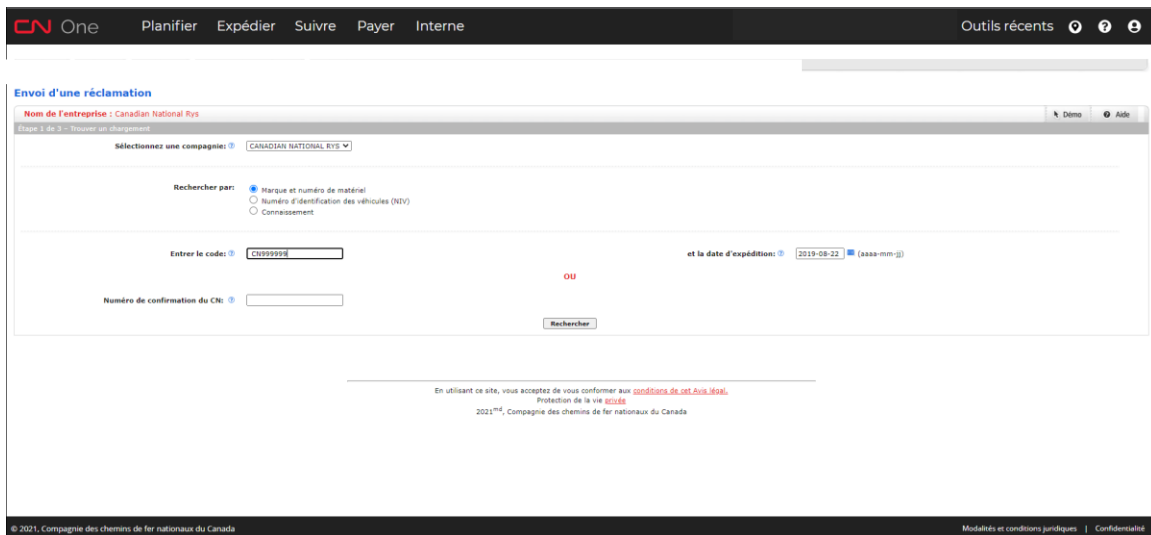 CN One Planifier Expédier Suivre Payer Interne Outils récents
Envoi d'une réclamation
Nom de l'entreprise : Canadian National Rys Démo Aide
Étape 1 de 3 - Trouver un chargement
Sélectionnez une compagnie: CANADIAN NATIONAL RYS
Rechercher par: Marque et numéro de matériel
Numéro d'identification des véhicules (NIV)
Connaissement
Entrer le code: CN999999 et la date d'expédition: 2019-08-22 (aaaa-mm-jj)
OU
Numéro de confirmation du CN:
Rechercher
En utilisant ce site, vous acceptez de vous conformer aux conditions de cet Avis légal.
Protection de la vie privée
2021md, Compagnie des chemins de fer nationaux du Canada
© 2021, Compagnie des chemins de fer nationaux du Canada Modalités et conditions juridiques | Confidentialité